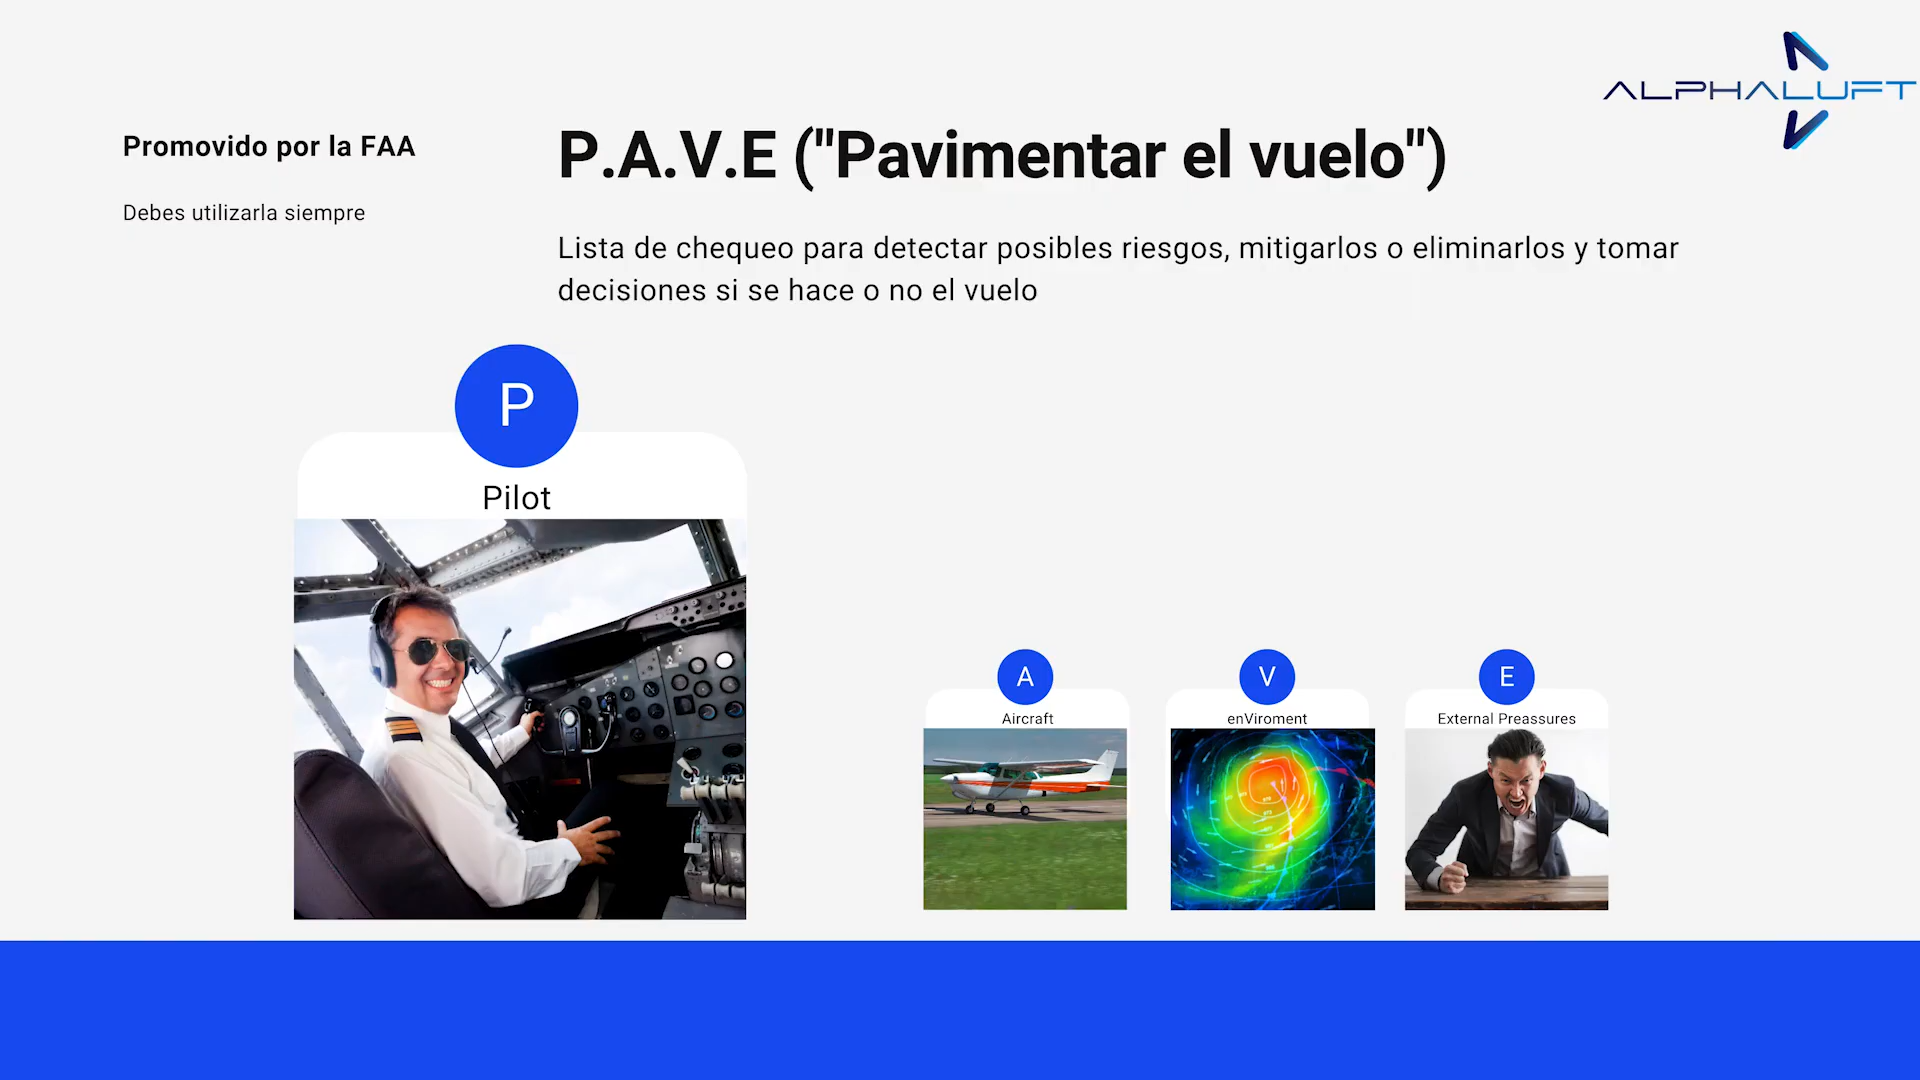 ALPHALUFT
Promovido por la FAA
Debes utilizarla siempre
P.A.V.E ("Pavimentar el vuelo")
Lista de chequeo para detectar posibles riesgos, mitigarlos o eliminarlos y tomar
decisiones si se hace o no el vuelo
P
Pilot
A
Aircraft
V
enViroment
E
External Preassures